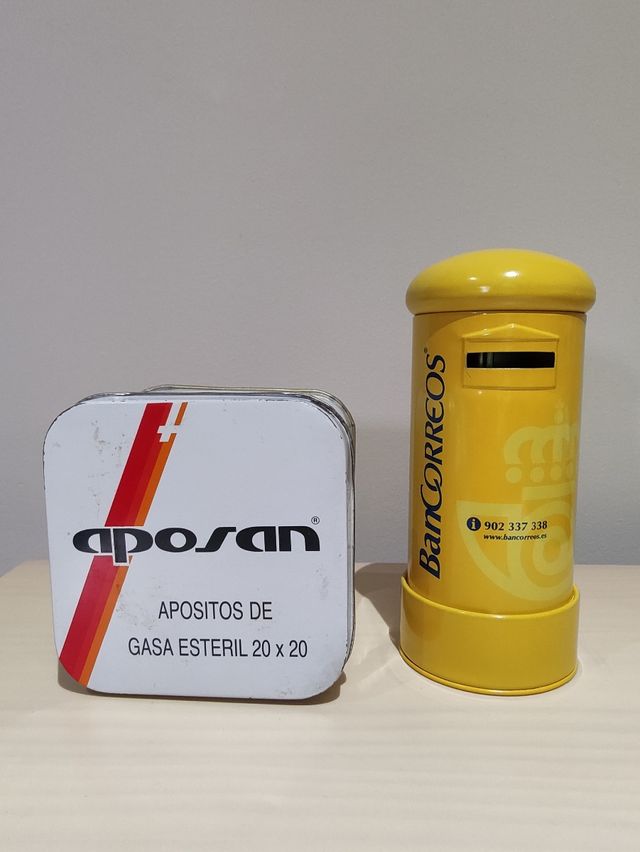 aposan®
APOSITOS DE
GASA ESTERIL 20 x 20
BANCORREOS®
i 902 337 338
www.bancorreos.es